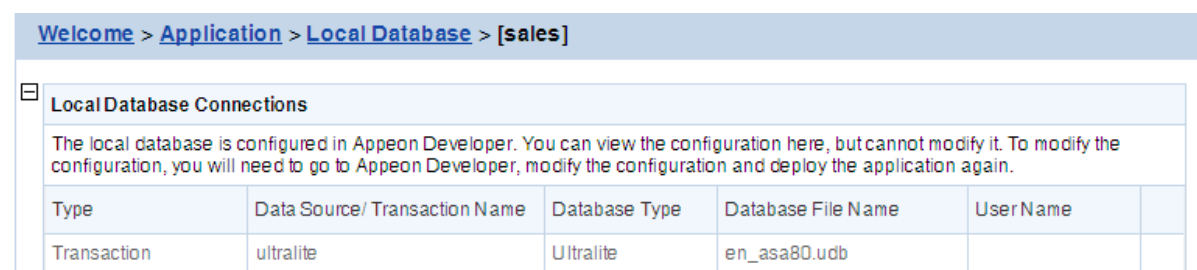 Welcome > Application > Local Database > [sales]
Local Database Connections
The local database is configured in Appeon Developer. You can view the configuration here, but cannot modify it. To modify the
configuration, you will need to go to Appeon Developer, modify the configuration and deploy the application again.
Type Data Source/ Transaction Name Database Type Database File Name User Name
Transaction ultralite Ultralite en_asa80.udb